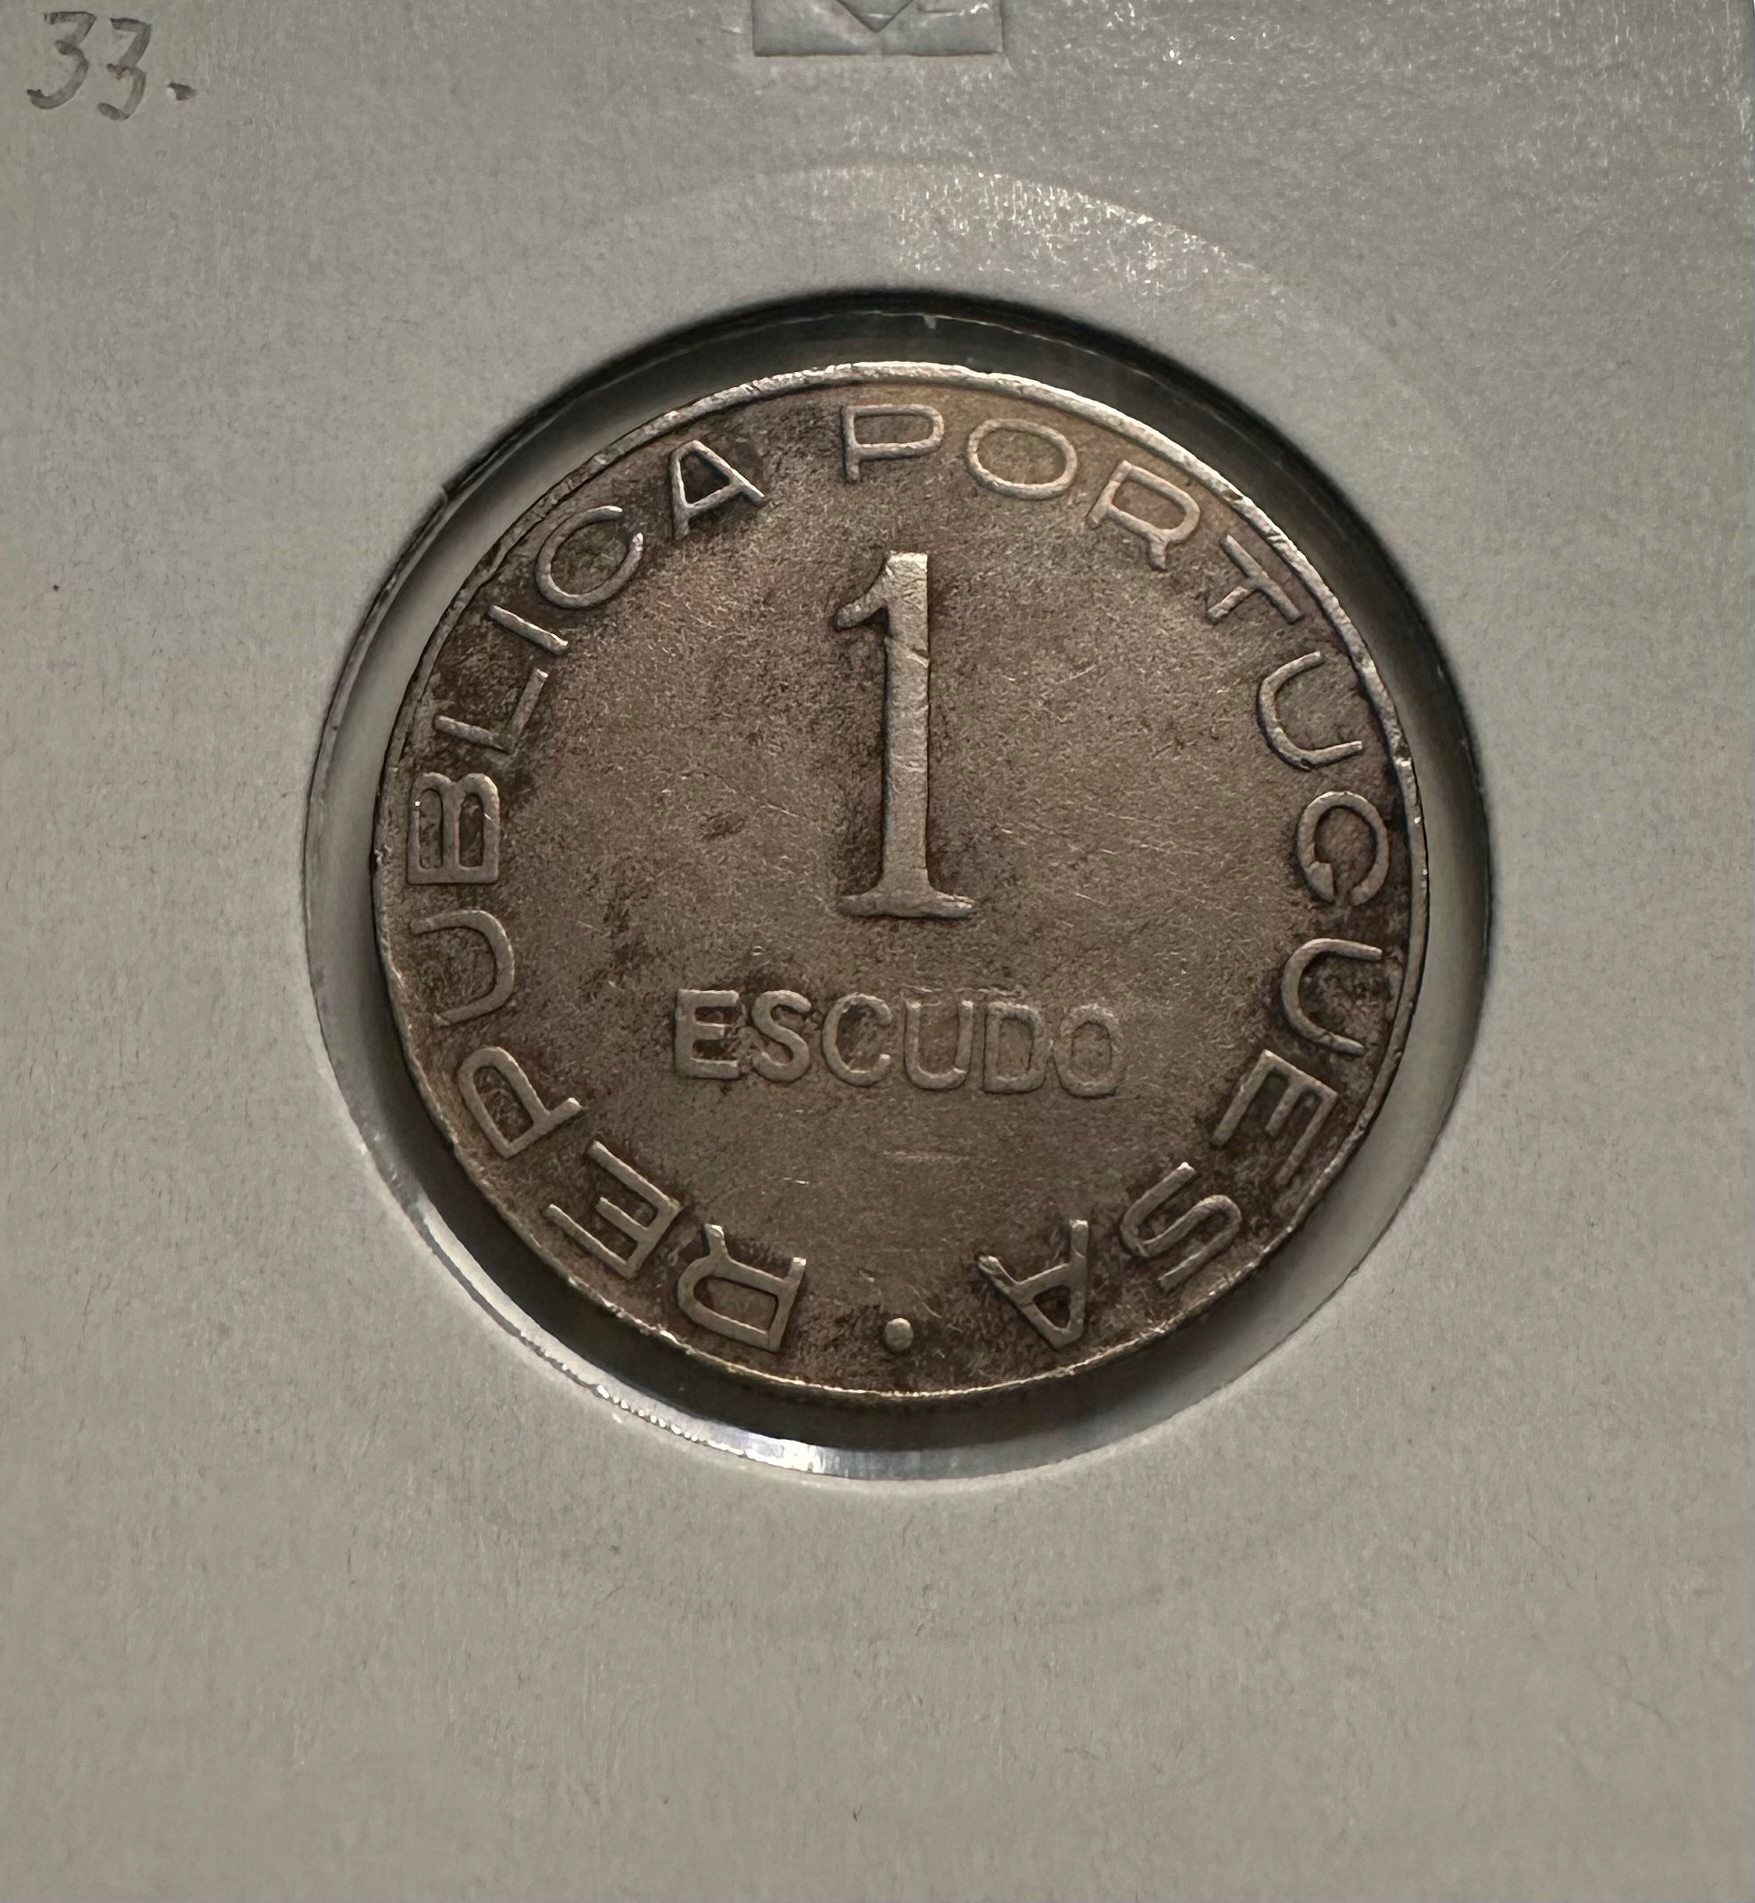 33.
REPUBLICA PORTUGUESA •
1
ESCUDO